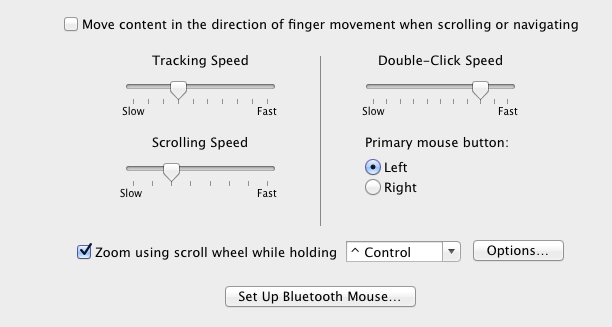 Move content in the direction of finger movement when scrolling or navigating
Tracking Speed
Slow Fast
Double-Click Speed
Slow Fast
Scrolling Speed
Slow Fast
Primary mouse button:
Left
Right
Zoom using scroll wheel while holding ^ Control Options...
Set Up Bluetooth Mouse...